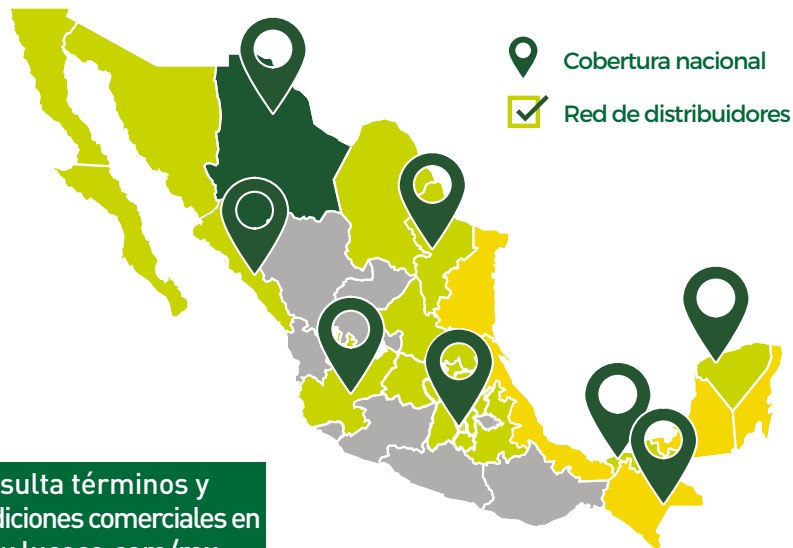 Cobertura nacional
Red de distribuidores
sulta términos y
diciones comerciales en